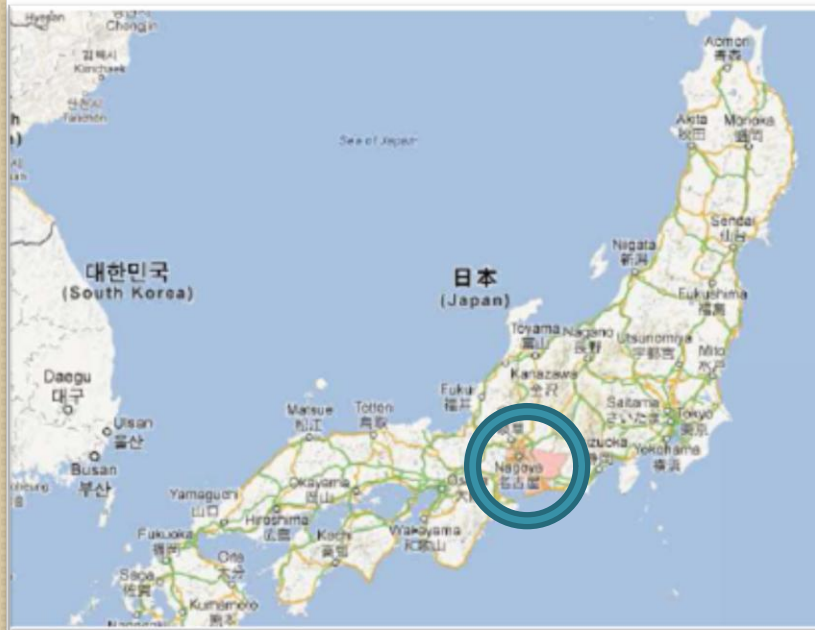 Chongjin
김책시
Kimchaek
Sea of Japan
Aomori
青森
Akita
秋田
Morioka
盛岡
Sendai
仙台
Niigata
新潟
Fukushima
福島
대한민국
(South Korea)
日本
(Japan)
Toyama
富山
Nagano
長野
Utsunomiya
宇都宮
Mito
水戸
Kanazawa
金沢
Fukui
福井
Daegu
대구
Matsue
松江
Tottori
鳥取
Saitama
さいたま
Tokyo
東京
Ulsan
울산
Yokohama
横浜
Busan
부산
Nagoya
名古屋
Okayama
岡山
Yamaguchi
山口
Hiroshima
広島
Wakayama
和歌山
Kochi
高知
Fukuoka
福岡
Oita
大分
Saga
佐賀
Kumamoto
熊本